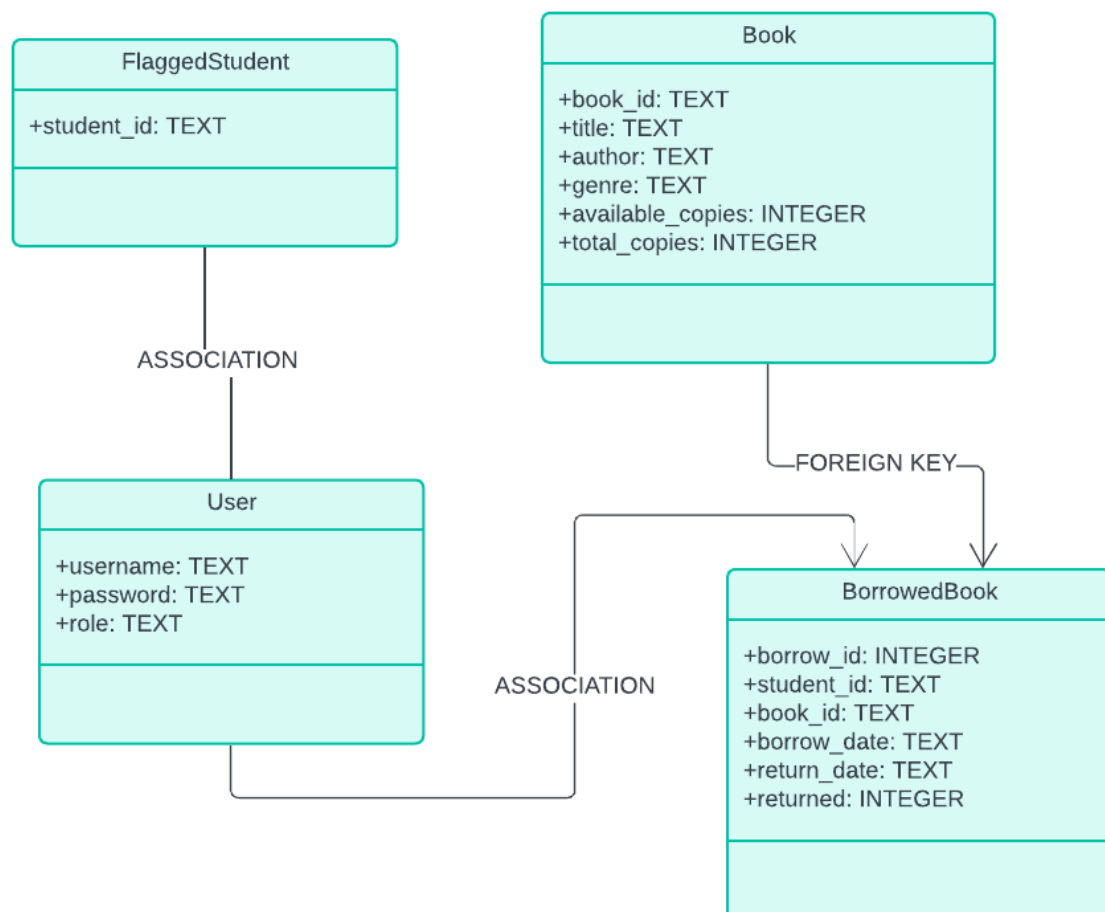 FlaggedStudent
+student_id: TEXT
Book
+book_id: TEXT
+title: TEXT
+author: TEXT
+genre: TEXT
+available_copies: INTEGER
+total_copies: INTEGER
ASSOCIATION
FOREIGN KEY
User
+username: TEXT
+password: TEXT
+role: TEXT
ASSOCIATION
BorrowedBook
+borrow_id: INTEGER
+student_id: TEXT
+book_id: TEXT
+borrow_date: TEXT
+return_date: TEXT
+returned: INTEGER